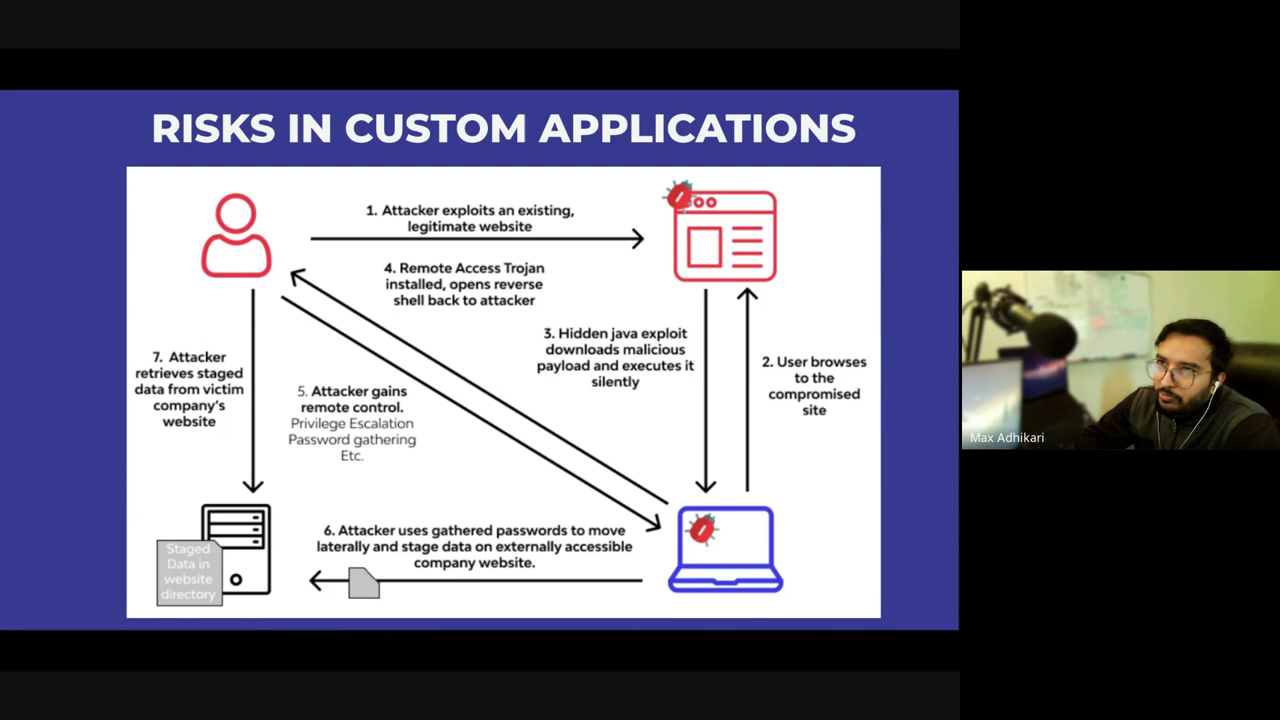 RISKS IN CUSTOM APPLICATIONS
1. Attacker exploits an existing,
legitimate website
4. Remote Access Trojan
installed, opens reverse
shell back to attacker
3. Hidden java exploit
downloads malicious
payload and executes it
silently
2. User browses
to the
compromised
site
7. Attacker
retrieves staged
data from victim
company's
website
5. Attacker gains
remote control.
Privilege Escalation
Password gathering
Etc.
6. Attacker uses gathered passwords to move
laterally and stage data on externally accessible
company website.
Staged
Data in
website
directory
Max Adhikari